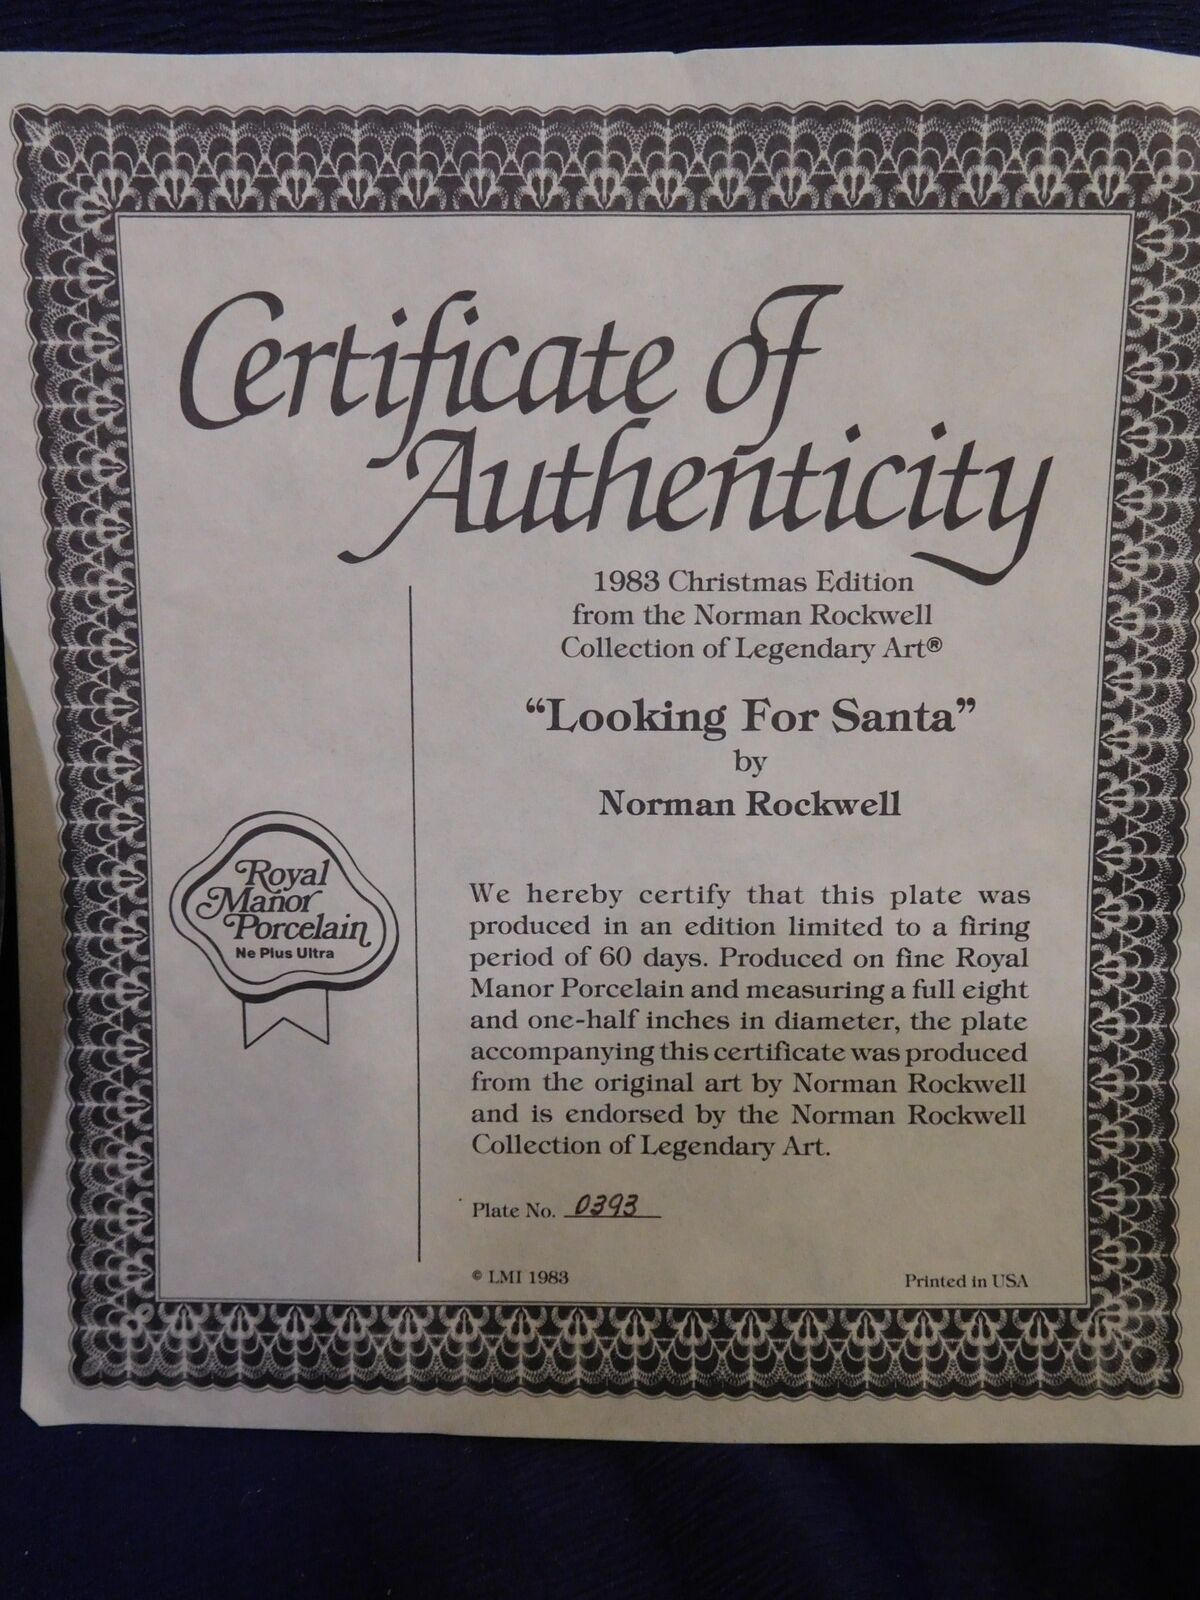 Certificate of
Authenticity
1983 Christmas Edition
from the Norman Rockwell
Collection of Legendary Art®
“Looking For Santa”
by
Norman Rockwell
Royal
Manor
Porcelain
Ne Plus Ultra
We hereby certify that this plate was
produced in an edition limited to a firing
period of 60 days. Produced on fine Royal
Manor Porcelain and measuring a full eight
and one-half inches in diameter, the plate
accompanying this certificate was produced
from the original art by Norman Rockwell
and is endorsed by the Norman Rockwell
Collection of Legendary Art.
Plate No. 0393
© LMI 1983
Printed in USA